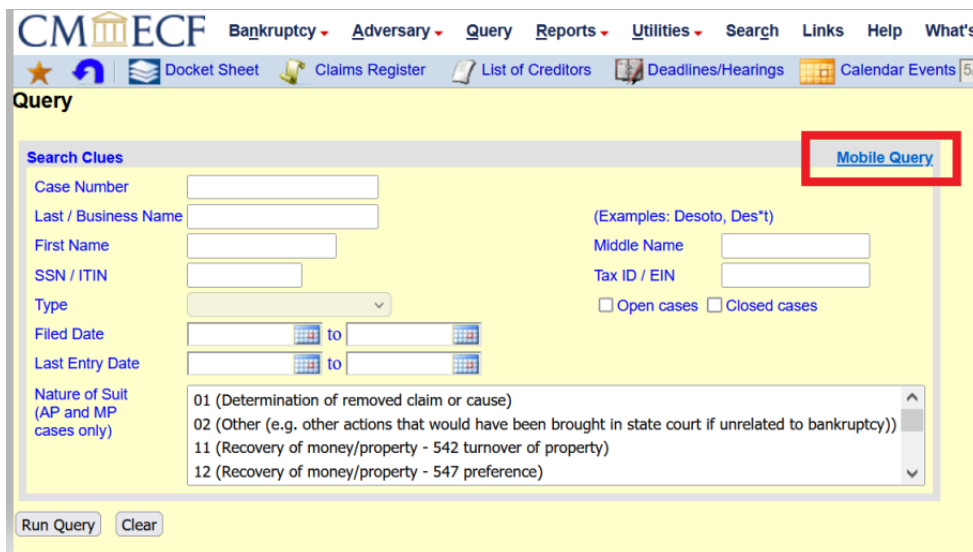 CM ECF Bankruptcy Adversary Query Reports Utilities Search Links Help What's
Docket Sheet Claims Register List of Creditors Deadlines/Hearings Calendar Events 5
Query
Search Clues Mobile Query
Case Number
Last / Business Name (Examples: Desoto, Des*t)
First Name Middle Name
SSN / ITIN Tax ID / EIN
Type Open cases Closed cases
Filed Date to
Last Entry Date to
Nature of Suit
(AP and MP
cases only)
01 (Determination of removed claim or cause)
02 (Other (e.g. other actions that would have been brought in state court if unrelated to bankruptcy))
11 (Recovery of money/property - 542 turnover of property)
12 (Recovery of money/property - 547 preference)
Run Query Clear